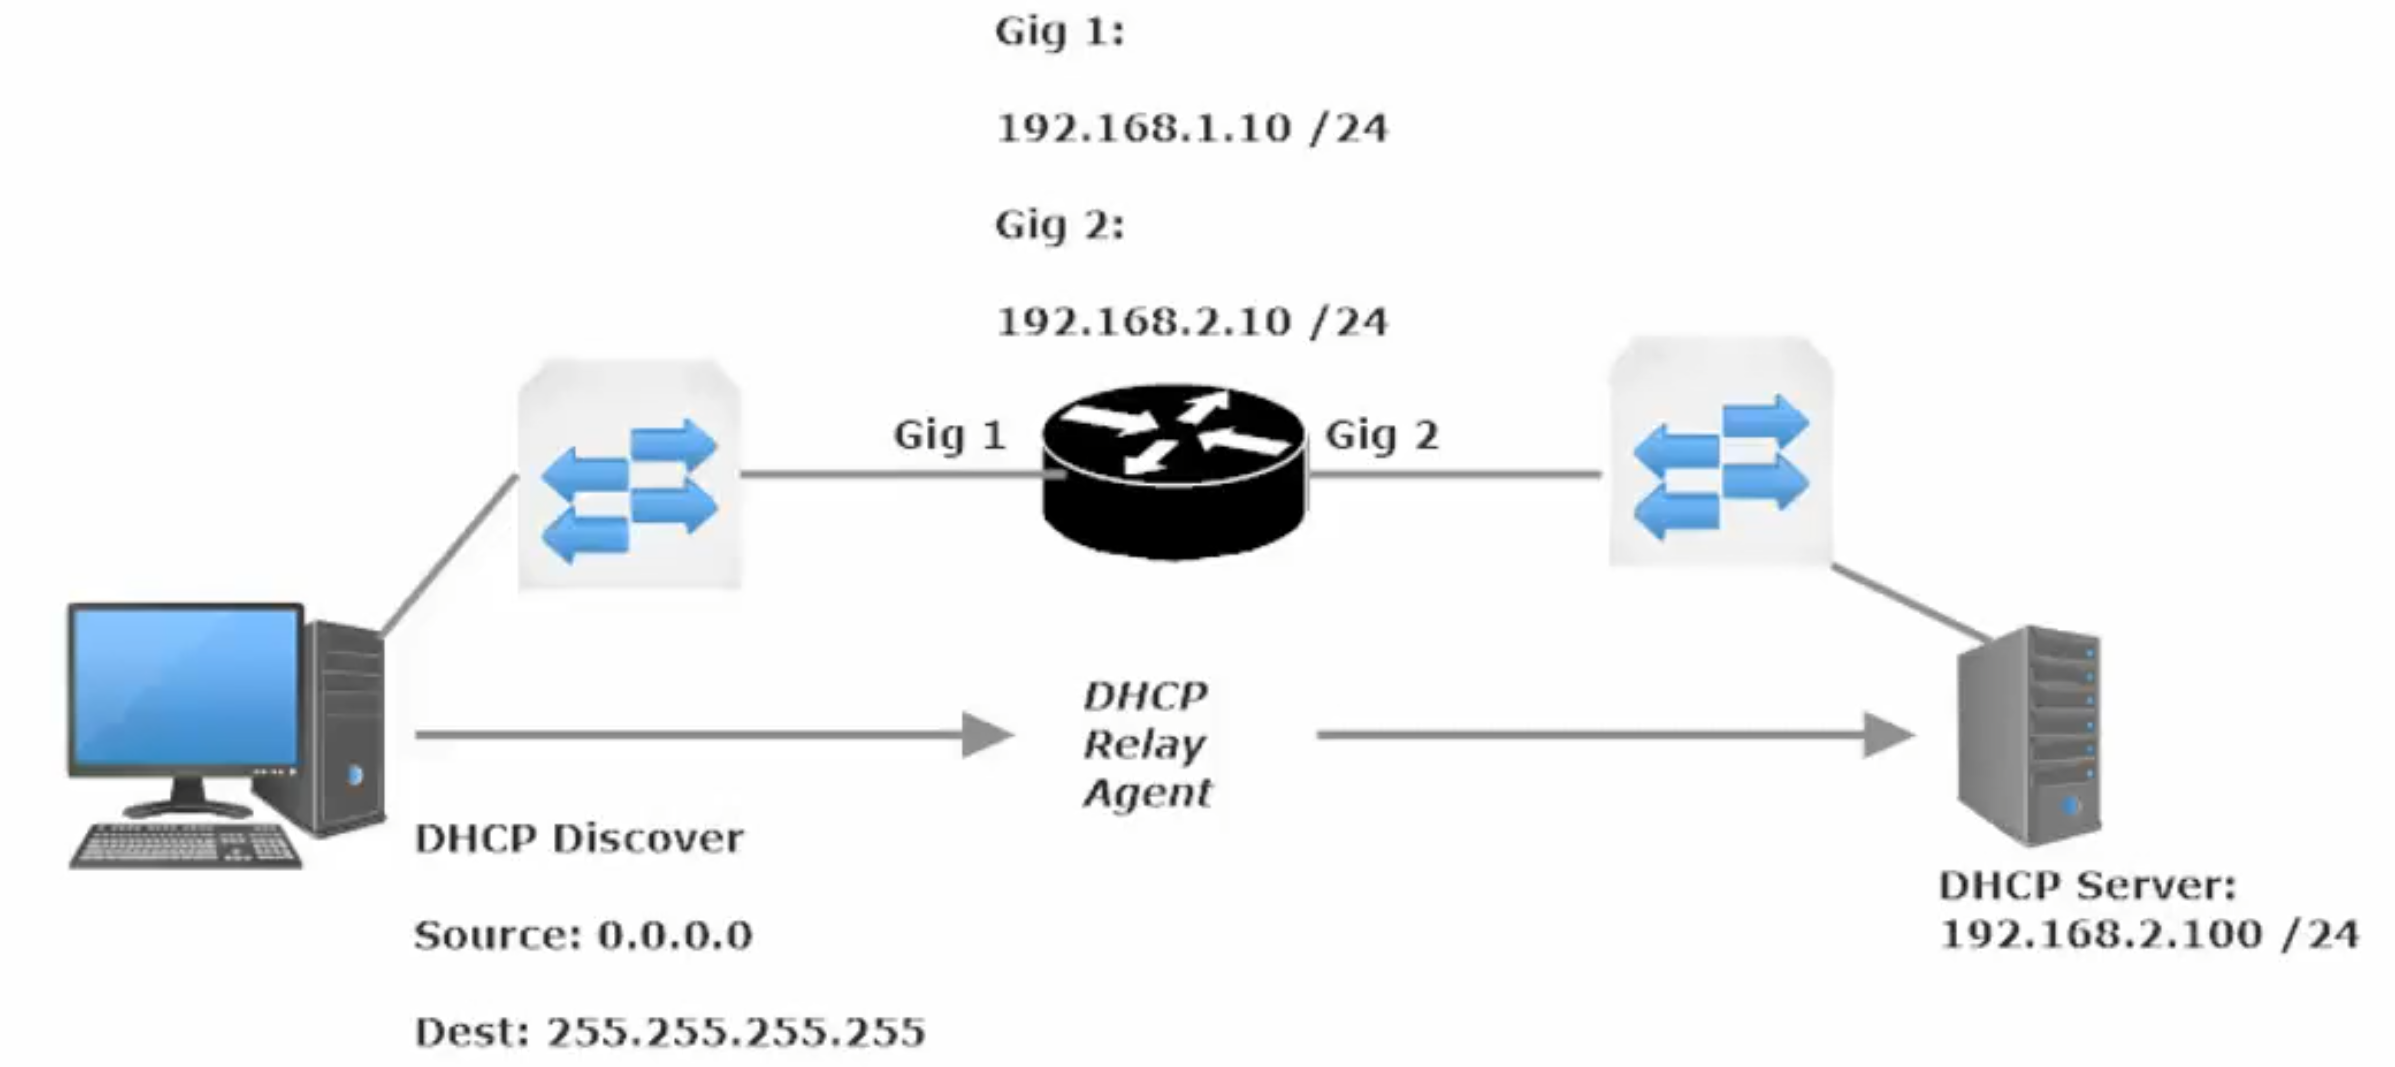 Gig 1:
192.168.1.10 /24
Gig 2:
192.168.2.10 /24
Gig 1
Gig 2
DHCP
Relay
Agent
DHCP Discover
Source: 0.0.0.0
Dest: 255.255.255.255
DHCP Server:
192.168.2.100 /24